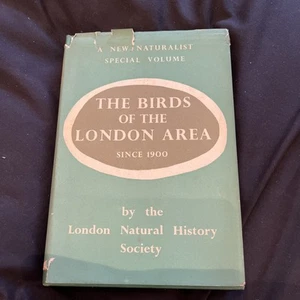 A NEW NATURALIST
SPECIAL VOLUME
THE BIRDS
OF THE
LONDON AREA
SINCE 1900
by the
London Natural History
Society